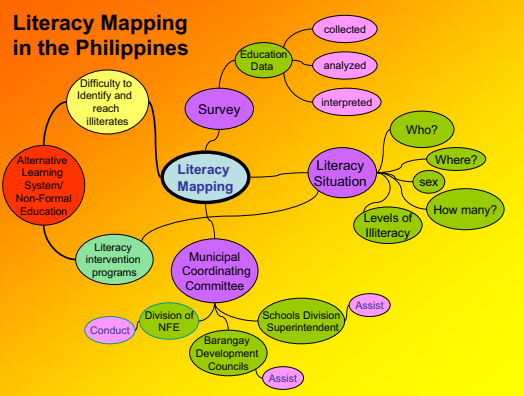 Literacy Mapping
in the Philippines
collected
Education
Data
analyzed
interpreted
Difficulty to
Identify and
reach
illiterates
Survey
Who?
Alternative
Learning
System/
Non-Formal
Education
Literacy
Mapping
Literacy
Situation
Where?
sex
How many?
Levels of
Illiteracy
Literacy
intervention
programs
Municipal
Coordinating
Committee
Conduct
Division of
NFE
Schools Division
Superintendent
Assist
Barangay
Development
Councils
Assist